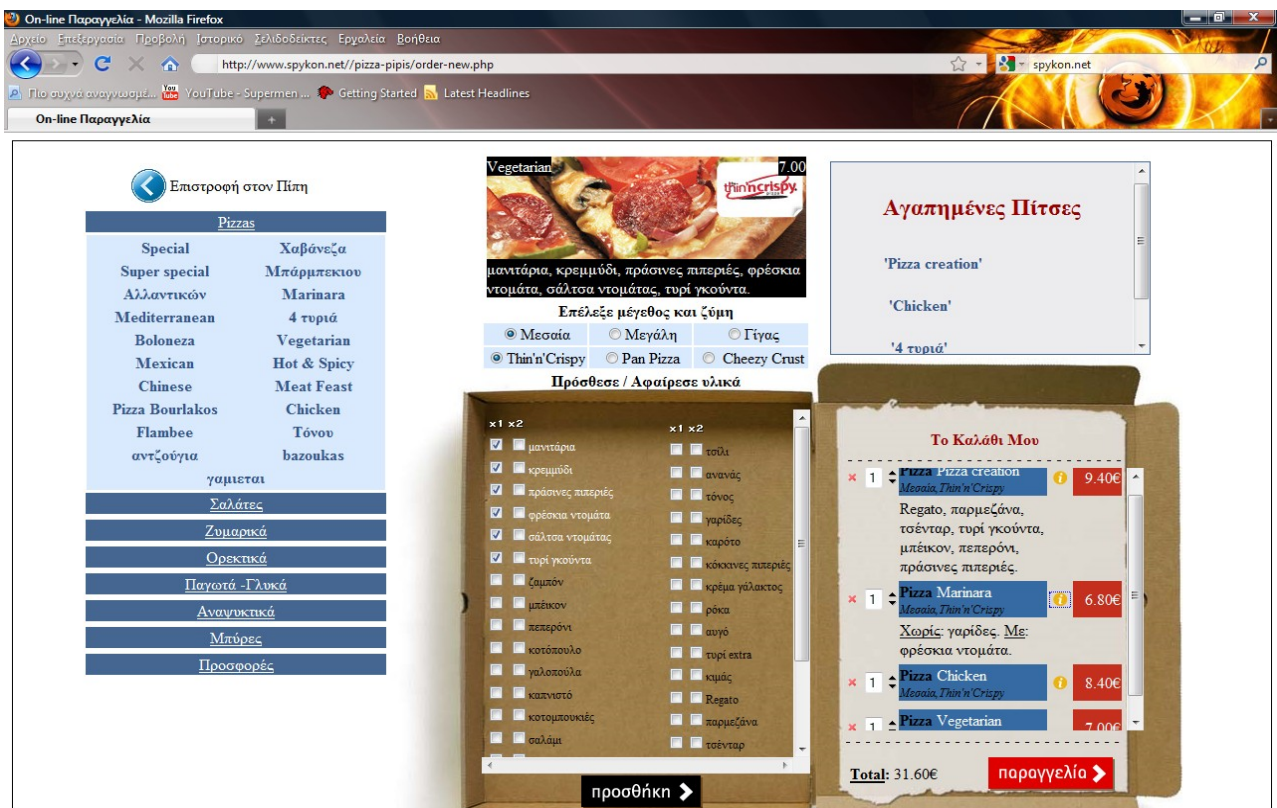 On-line Παραγγελία - Mozilla Firefox
Αρχείο Επεξεργασία Προβολή Ιστορικό Σελιδοδείκτες Εργαλεία Βοήθεια
http://www.spykon.net//pizza-pipis/order-new.php
spykon.net
Πιο συχνά αναγνωσμέ... YouTube - Supermen ... Getting Started Latest Headlines
On-line Παραγγελία
Επιστροφή στον Πίπη
Pizzas
Special Χαβάνεζα
Super special Μπάρμπεκιου
Αλλαντικών Marinara
Mediterranean 4 τυριά
Boloneza Vegetarian
Mexican Hot & Spicy
Chinese Meat Feast
Pizza Bourlakos Chicken
Flambee Τόνου
αντζούγια bazoukas
γαμιεται
Σαλάτες
Ζυμαρικά
Ορεκτικά
Παγωτά -Γλυκά
Αναψυκτικά
Μπύρες
Προσφορές
Vegetarian 7.00
thin'ncrispy
μανιτάρια, κρεμμύδι, πράσινες πιπεριές, φρέσκια
ντομάτα, σάλτσα ντομάτας, τυρί γκούντα.
Επέλεξε μέγεθος και ζύμη
Μεσαία Μεγάλη Γίγας
Thin'n'Crispy Pan Pizza Cheezy Crust
Πρόσθεσε / Αφαίρεσε υλικά
x1 x2
μανιτάρια
κρεμμύδι
πράσινες πιπεριές
φρέσκια ντομάτα
σάλτσα ντομάτας
τυρί γκούντα
ζαμπόν
μπέικον
πεπερόνι
κοτόπουλο
γαλοπούλα
καπνιστό
κοτομπουκιές
σαλάμι
x1 x2
τσίλι
ανανάς
τόνος
γαρίδες
καρότο
κόκκινες πιπεριές
κρέμα γάλακτος
ρόκα
αυγό
τυρί extra
κιμάς
Regato
παρμεζάνα
τσένταρ
προσθήκη
Αγαπημένες Πίτσες
'Pizza creation'
'Chicken'
'4 τυριά'
Το Καλάθι Μου
1 Pizza Pizza creation 9.40€
Μεσαία,Thin'n'Crispy
Regato, παρμεζάνα,
τσένταρ, τυρί γκούντα,
μπέικον, πεπερόνι,
πράσινες πιπεριές.
1 Pizza Marinara 6.80€
Μεσαία,Thin'n'Crispy
Χωρίς: γαρίδες. Με:
φρέσκια ντομάτα.
1 Pizza Chicken 8.40€
Μεσαία,Thin'n'Crispy
1 Pizza Vegetarian 7.00€
Total: 31.60€
παραγγελία